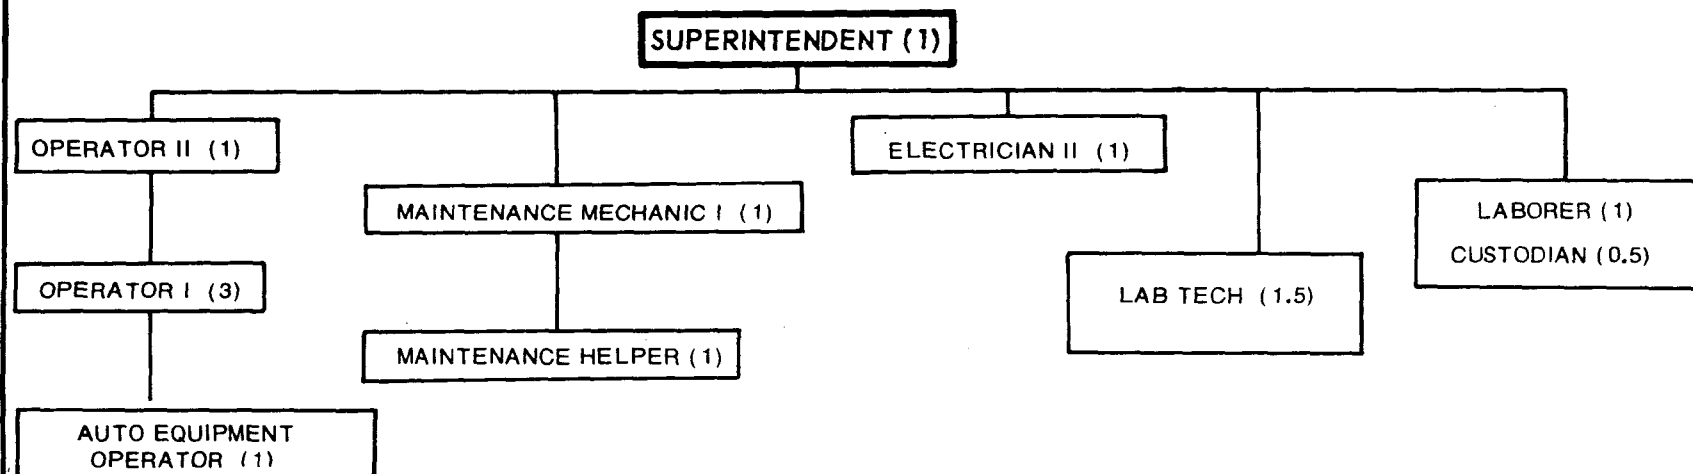 SUPERINTENDENT (1)
OPERATOR II (1)
ELECTRICIAN II (1)
MAINTENANCE MECHANIC I (1)
LABORER (1)
CUSTODIAN (0.5)
OPERATOR I (3)
LAB TECH (1.5)
MAINTENANCE HELPER (1)
AUTO EQUIPMENT
OPERATOR (1)